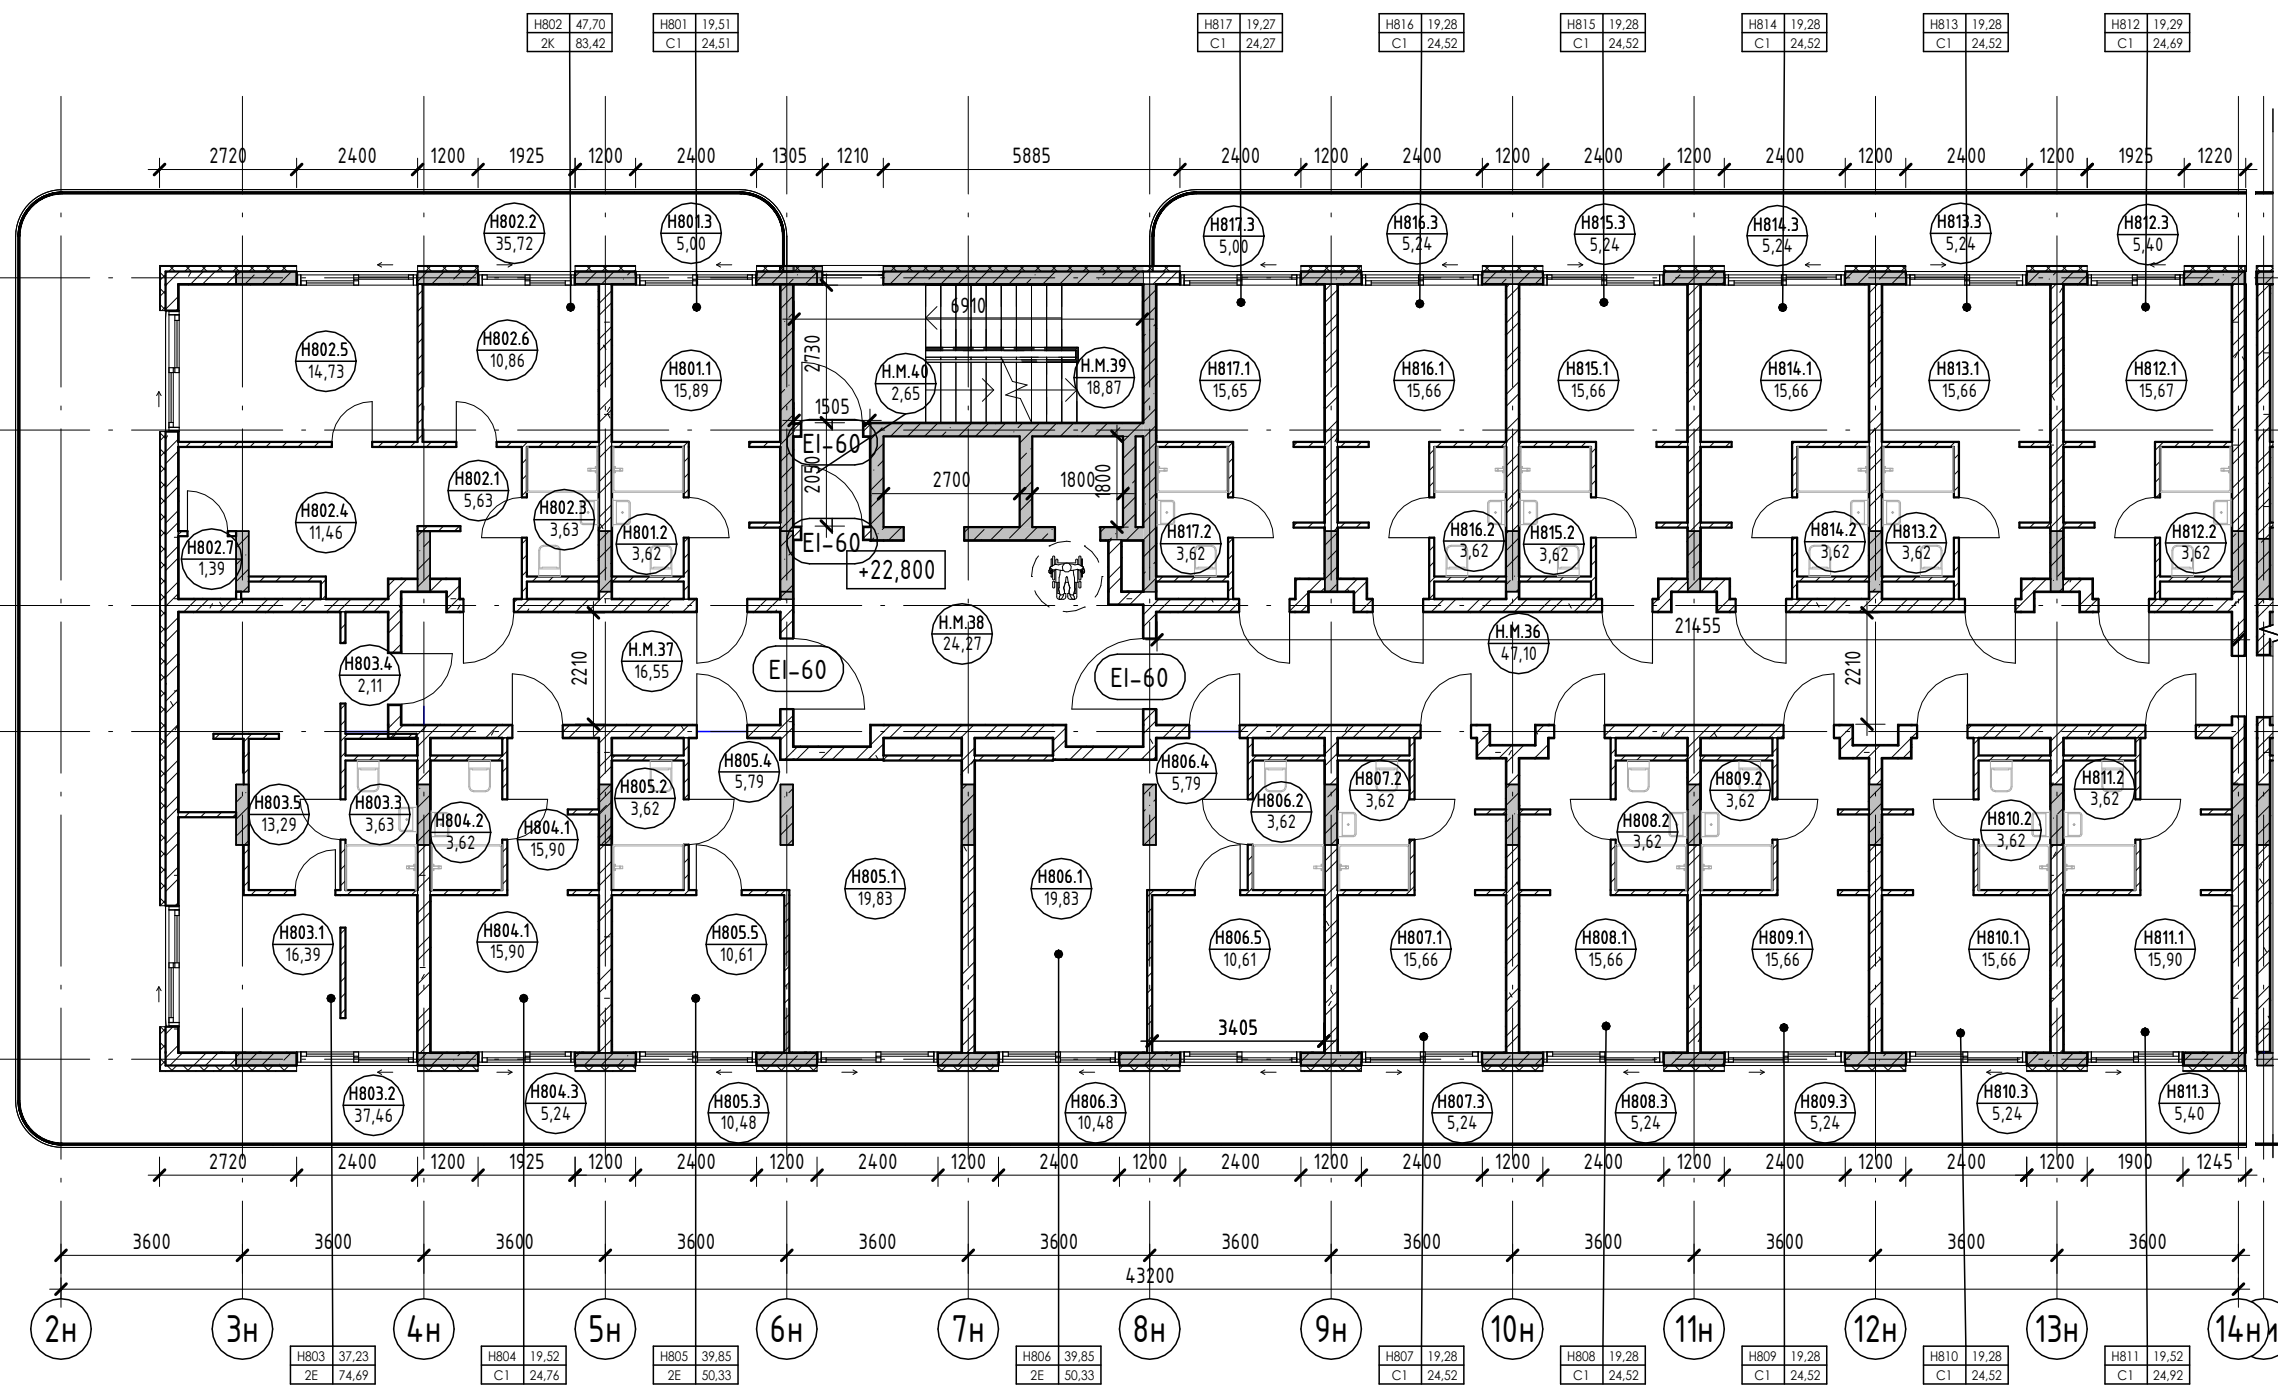 Н802 47,70
2К 83,42
Н801 19,51
С1 24,51
Н817 19,27
С1 24,27
Н816 19,28
С1 24,52
Н815 19,28
С1 24,52
Н814 19,28
С1 24,52
Н813 19,28
С1 24,52
Н812 19,29
С1 24,69
2720 2400 1200 1925 1200 2400 1305 1210 5885 2400 1200 2400 1200 2400 1200 2400 1200 2400 1200 1925 1220
Н802.2
35,72
Н801.3
5,00
Н817.3
5,00
Н816.3
5,24
Н815.3
5,24
Н814.3
5,24
Н813.3
5,24
Н812.3
5,40
6910
2730
Н802.5
14,73
Н802.6
10,86
Н801.1
15,89
Н.М.40
2,65
Н.М.39
18,87
Н817.1
15,65
Н816.1
15,66
Н815.1
15,66
Н814.1
15,66
Н813.1
15,66
Н812.1
15,67
1505
EI-60
2050
2700
1800
1800
Н802.1
5,63
Н802.4
11,46
Н802.3
3,63
Н801.2
3,62
Н802.7
1,39
EI-60
+22,800
Н817.2
3,62
Н816.2
3,62
Н815.2
3,62
Н814.2
3,62
Н813.2
3,62
Н812.2
3,62
Н803.4
2,11
2210
Н.М.37
16,55
EI-60
Н.М.38
24,27
EI-60
Н.М.36
47,10
21455
2210
Н805.4
5,79
Н806.4
5,79
Н803.5
13,29
Н803.3
3,63
Н804.2
3,62
Н804.1
15,90
Н805.2
3,62
Н806.2
3,62
Н807.2
3,62
Н808.2
3,62
Н809.2
3,62
Н810.2
3,62
Н811.2
3,62
Н805.1
19,83
Н806.1
19,83
Н803.1
16,39
Н804.1
15,90
Н805.5
10,61
Н806.5
10,61
Н807.1
15,66
Н808.1
15,66
Н809.1
15,66
Н810.1
15,66
Н811.1
15,90
3405
Н803.2
37,46
Н804.3
5,24
Н805.3
10,48
Н806.3
10,48
Н807.3
5,24
Н808.3
5,24
Н809.3
5,24
Н810.3
5,24
Н811.3
5,40
2720 2400 1200 1925 1200 2400 1200 2400 1200 2400 1200 2400 1200 2400 1200 2400 1200 2400 1200 2400 1200 1900 1245
3600 3600 3600 3600 3600 3600 3600 3600 3600 3600 3600 3600
43200
2н 3н 4н 5н 6н 7н 8н 9н 10н 11н 12н 13н 14н
Н803 37,23
2Е 74,69
Н804 19,52
С1 24,76
Н805 39,85
2Е 50,33
Н806 39,85
2Е 50,33
Н807 19,28
С1 24,52
Н808 19,28
С1 24,52
Н809 19,28
С1 24,52
Н810 19,28
С1 24,52
Н811 19,52
С1 24,92